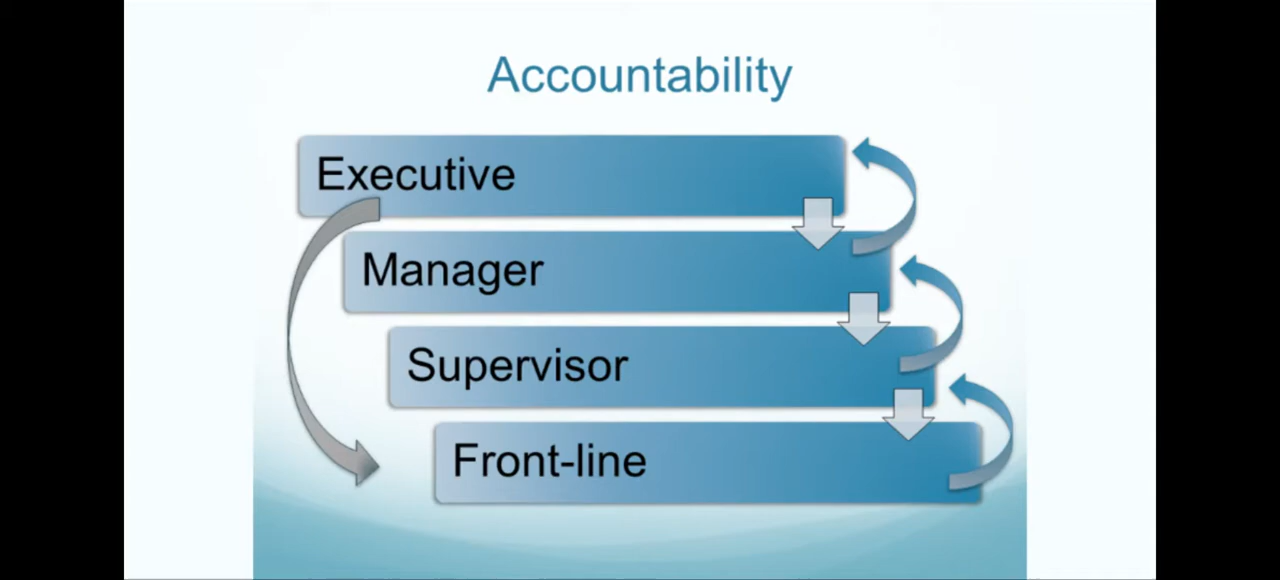 Accountability
Executive
Manager
Supervisor
Front-line